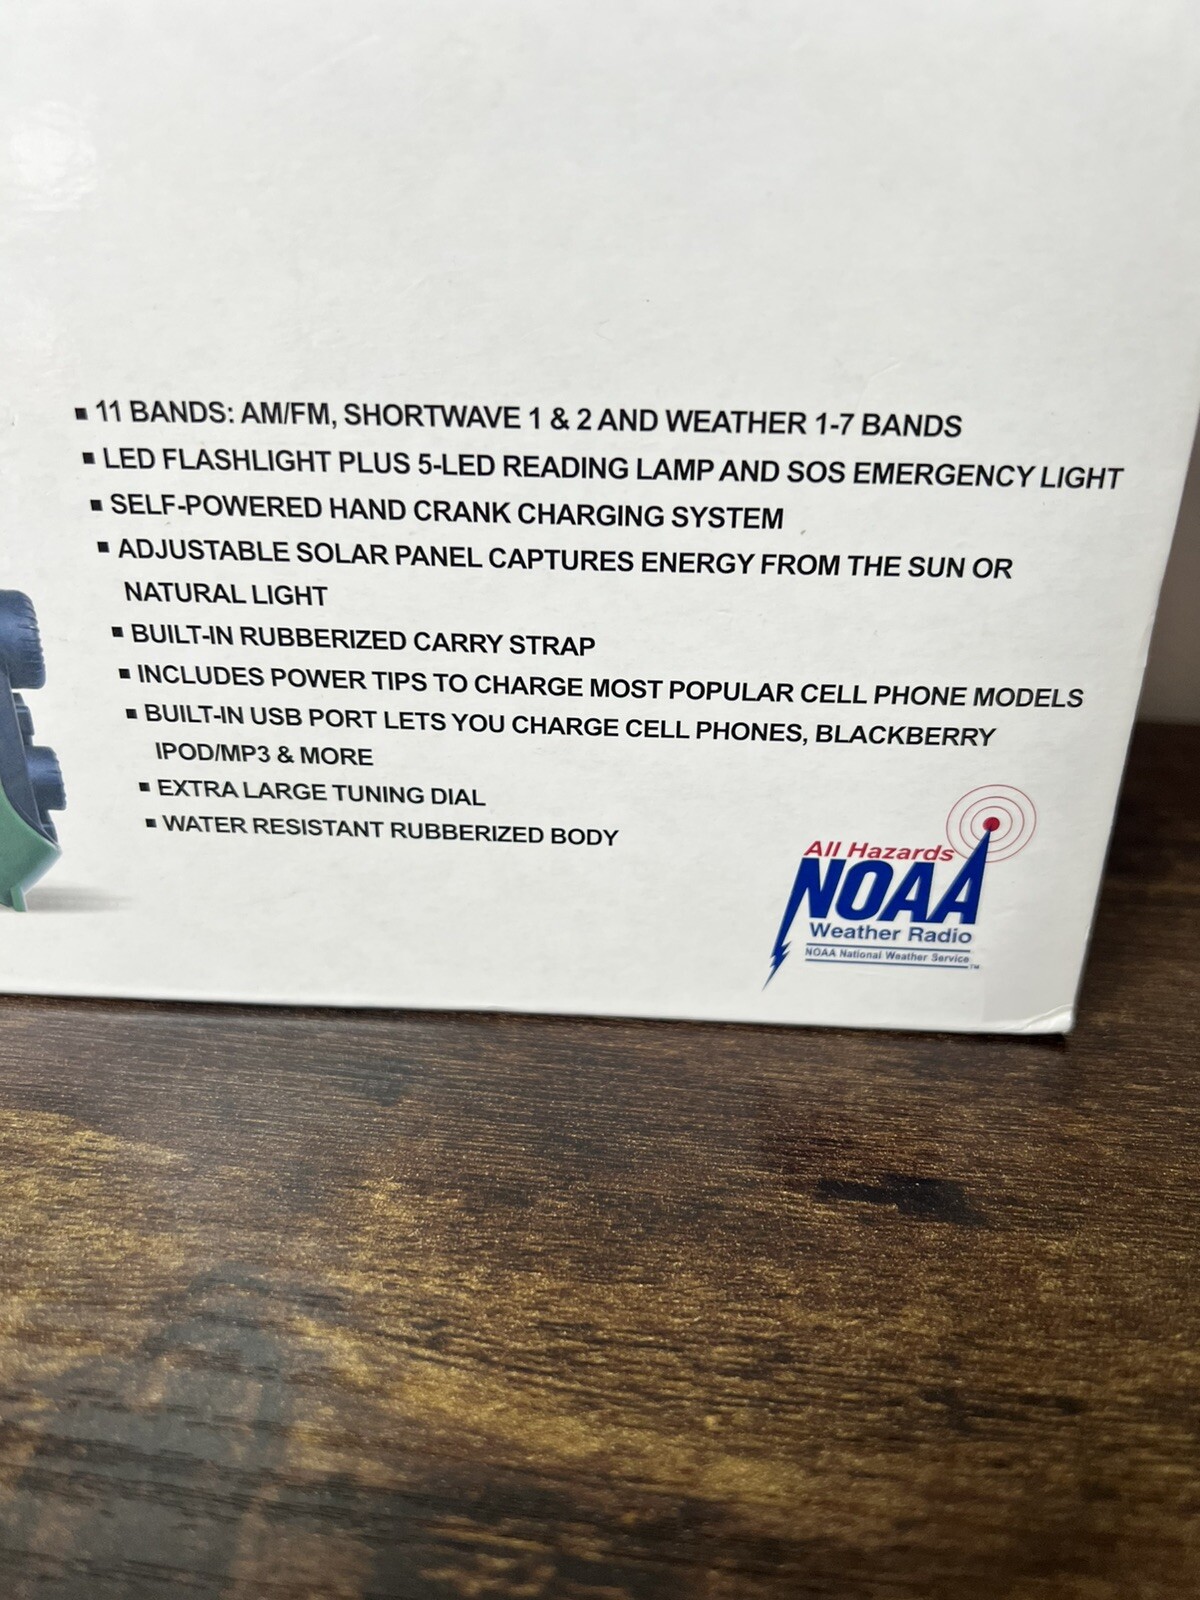 ▪ 11 BANDS: AM/FM, SHORTWAVE 1 & 2 AND WEATHER 1-7 BANDS
▪ LED FLASHLIGHT PLUS 5-LED READING LAMP AND SOS EMERGENCY LIGHT
▪ SELF-POWERED HAND CRANK CHARGING SYSTEM
▪ ADJUSTABLE SOLAR PANEL CAPTURES ENERGY FROM THE SUN OR
NATURAL LIGHT
▪ BUILT-IN RUBBERIZED CARRY STRAP
▪ INCLUDES POWER TIPS TO CHARGE MOST POPULAR CELL PHONE MODELS
▪ BUILT-IN USB PORT LETS YOU CHARGE CELL PHONES, BLACKBERRY
IPOD/MP3 & MORE
▪ EXTRA LARGE TUNING DIAL
▪ WATER RESISTANT RUBBERIZED BODY
All Hazards
NOAA
Weather Radio
NOAA National Weather Service
TM